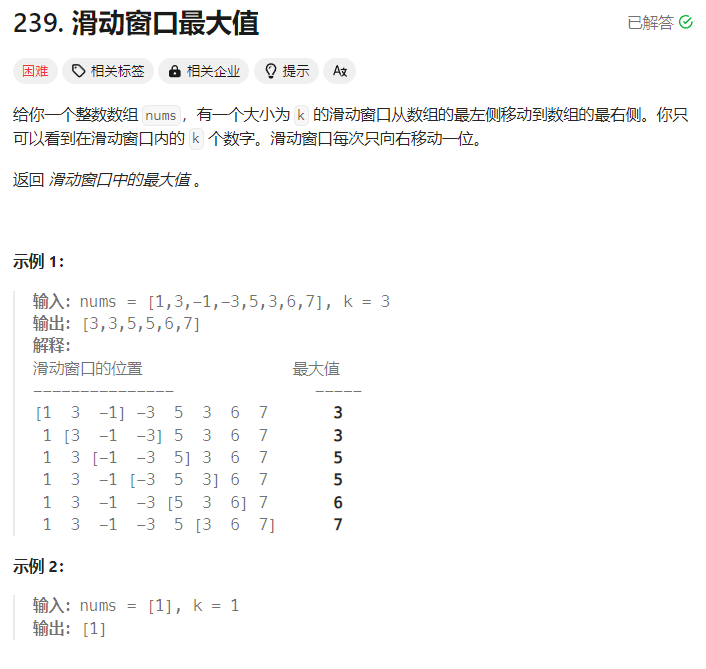 239. 滑动窗口最大值
已解答
困难 相关标签 相关企业 提示 Aあ
给你一个整数数组 nums，有一个大小为 k 的滑动窗口从数组的最左侧移动到数组的最右侧。你只
可以看到在滑动窗口内的 k 个数字。滑动窗口每次只向右移动一位。
返回 滑动窗口中的最大值 。
示例 1：
输入：nums = [1,3,-1,-3,5,3,6,7], k = 3
输出：[3,3,5,5,6,7]
解释：
滑动窗口的位置 最大值
--------------- -----
[1 3 -1] -3 5 3 6 7 3
1 [3 -1 -3] 5 3 6 7 3
1 3 [-1 -3 5] 3 6 7 5
1 3 -1 [-3 5 3] 6 7 5
1 3 -1 -3 [5 3 6] 7 6
1 3 -1 -3 5 [3 6 7] 7
示例 2：
输入：nums = [1], k = 1
输出：[1]